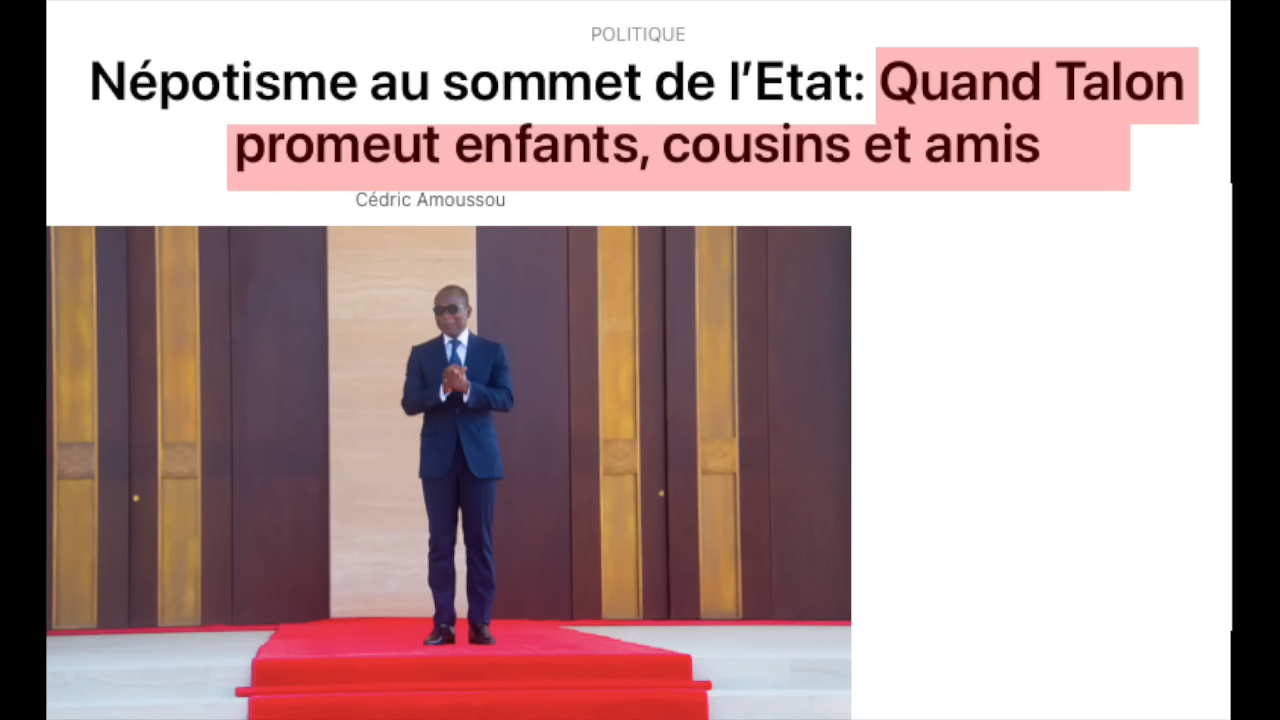 POLITIQUE
Népotisme au sommet de l’Etat: Quand Talon
promeut enfants, cousins et amis
Cédric Amoussou